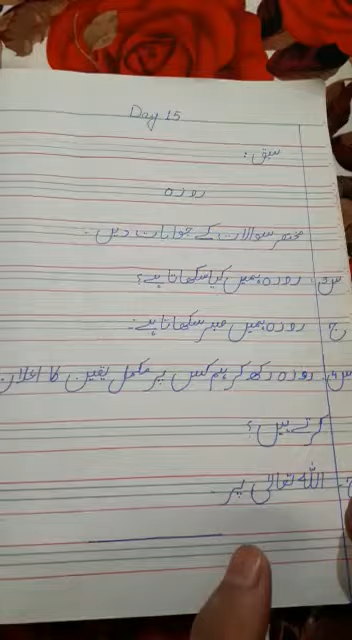 Day 15
سبق :
روزہ
مختصر سوالات کے جوابات دیں۔
س: روزہ ہمیں کیا سکھاتا ہے؟
ج: روزہ ہمیں صبر سکھاتا ہے۔
س: روزہ رکھ کر ہم کس پر مکمل یقین کا اعلان
کرتے ہیں؟
ج: اللہ تعالیٰ پر۔